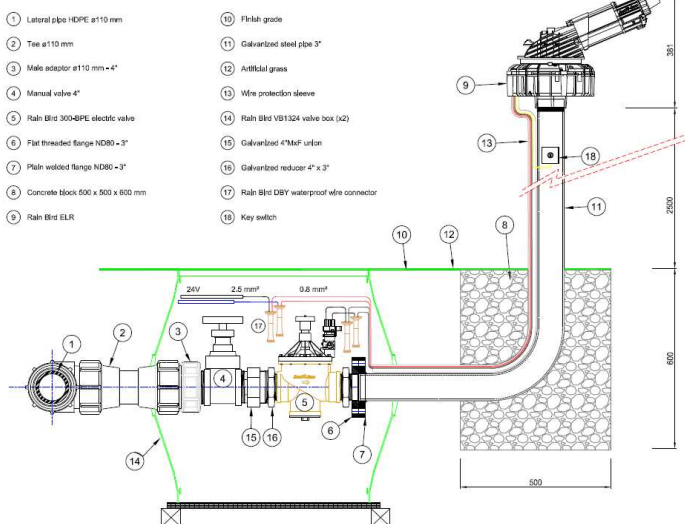 1 Lateral pipe HDPE ø110 mm
2 Tee ø110 mm
3 Male adaptor ø110 mm - 4"
4 Manual valve 4"
5 Rain Bird 300-BPE electric valve
6 Flat threaded flange ND80 - 3"
7 Plain welded flange ND80 - 3"
8 Concrete block 500 x 500 x 600 mm
9 Rain Bird ELR
10 Finish grade
11 Galvanized steel pipe 3"
12 Artificial grass
13 Wire protection sleeve
14 Rain Bird VB1324 valve box (x2)
15 Galvanized 4"MxF union
16 Galvanized reducer 4" x 3"
17 Rain Bird DBY waterproof wire connector
18 Key switch
381
9
13
18
11
2500
10
12
8
24V 2.5 mm² 0.8 mm²
17
1
2
3
4
5
600
15
16
6
7
14
500